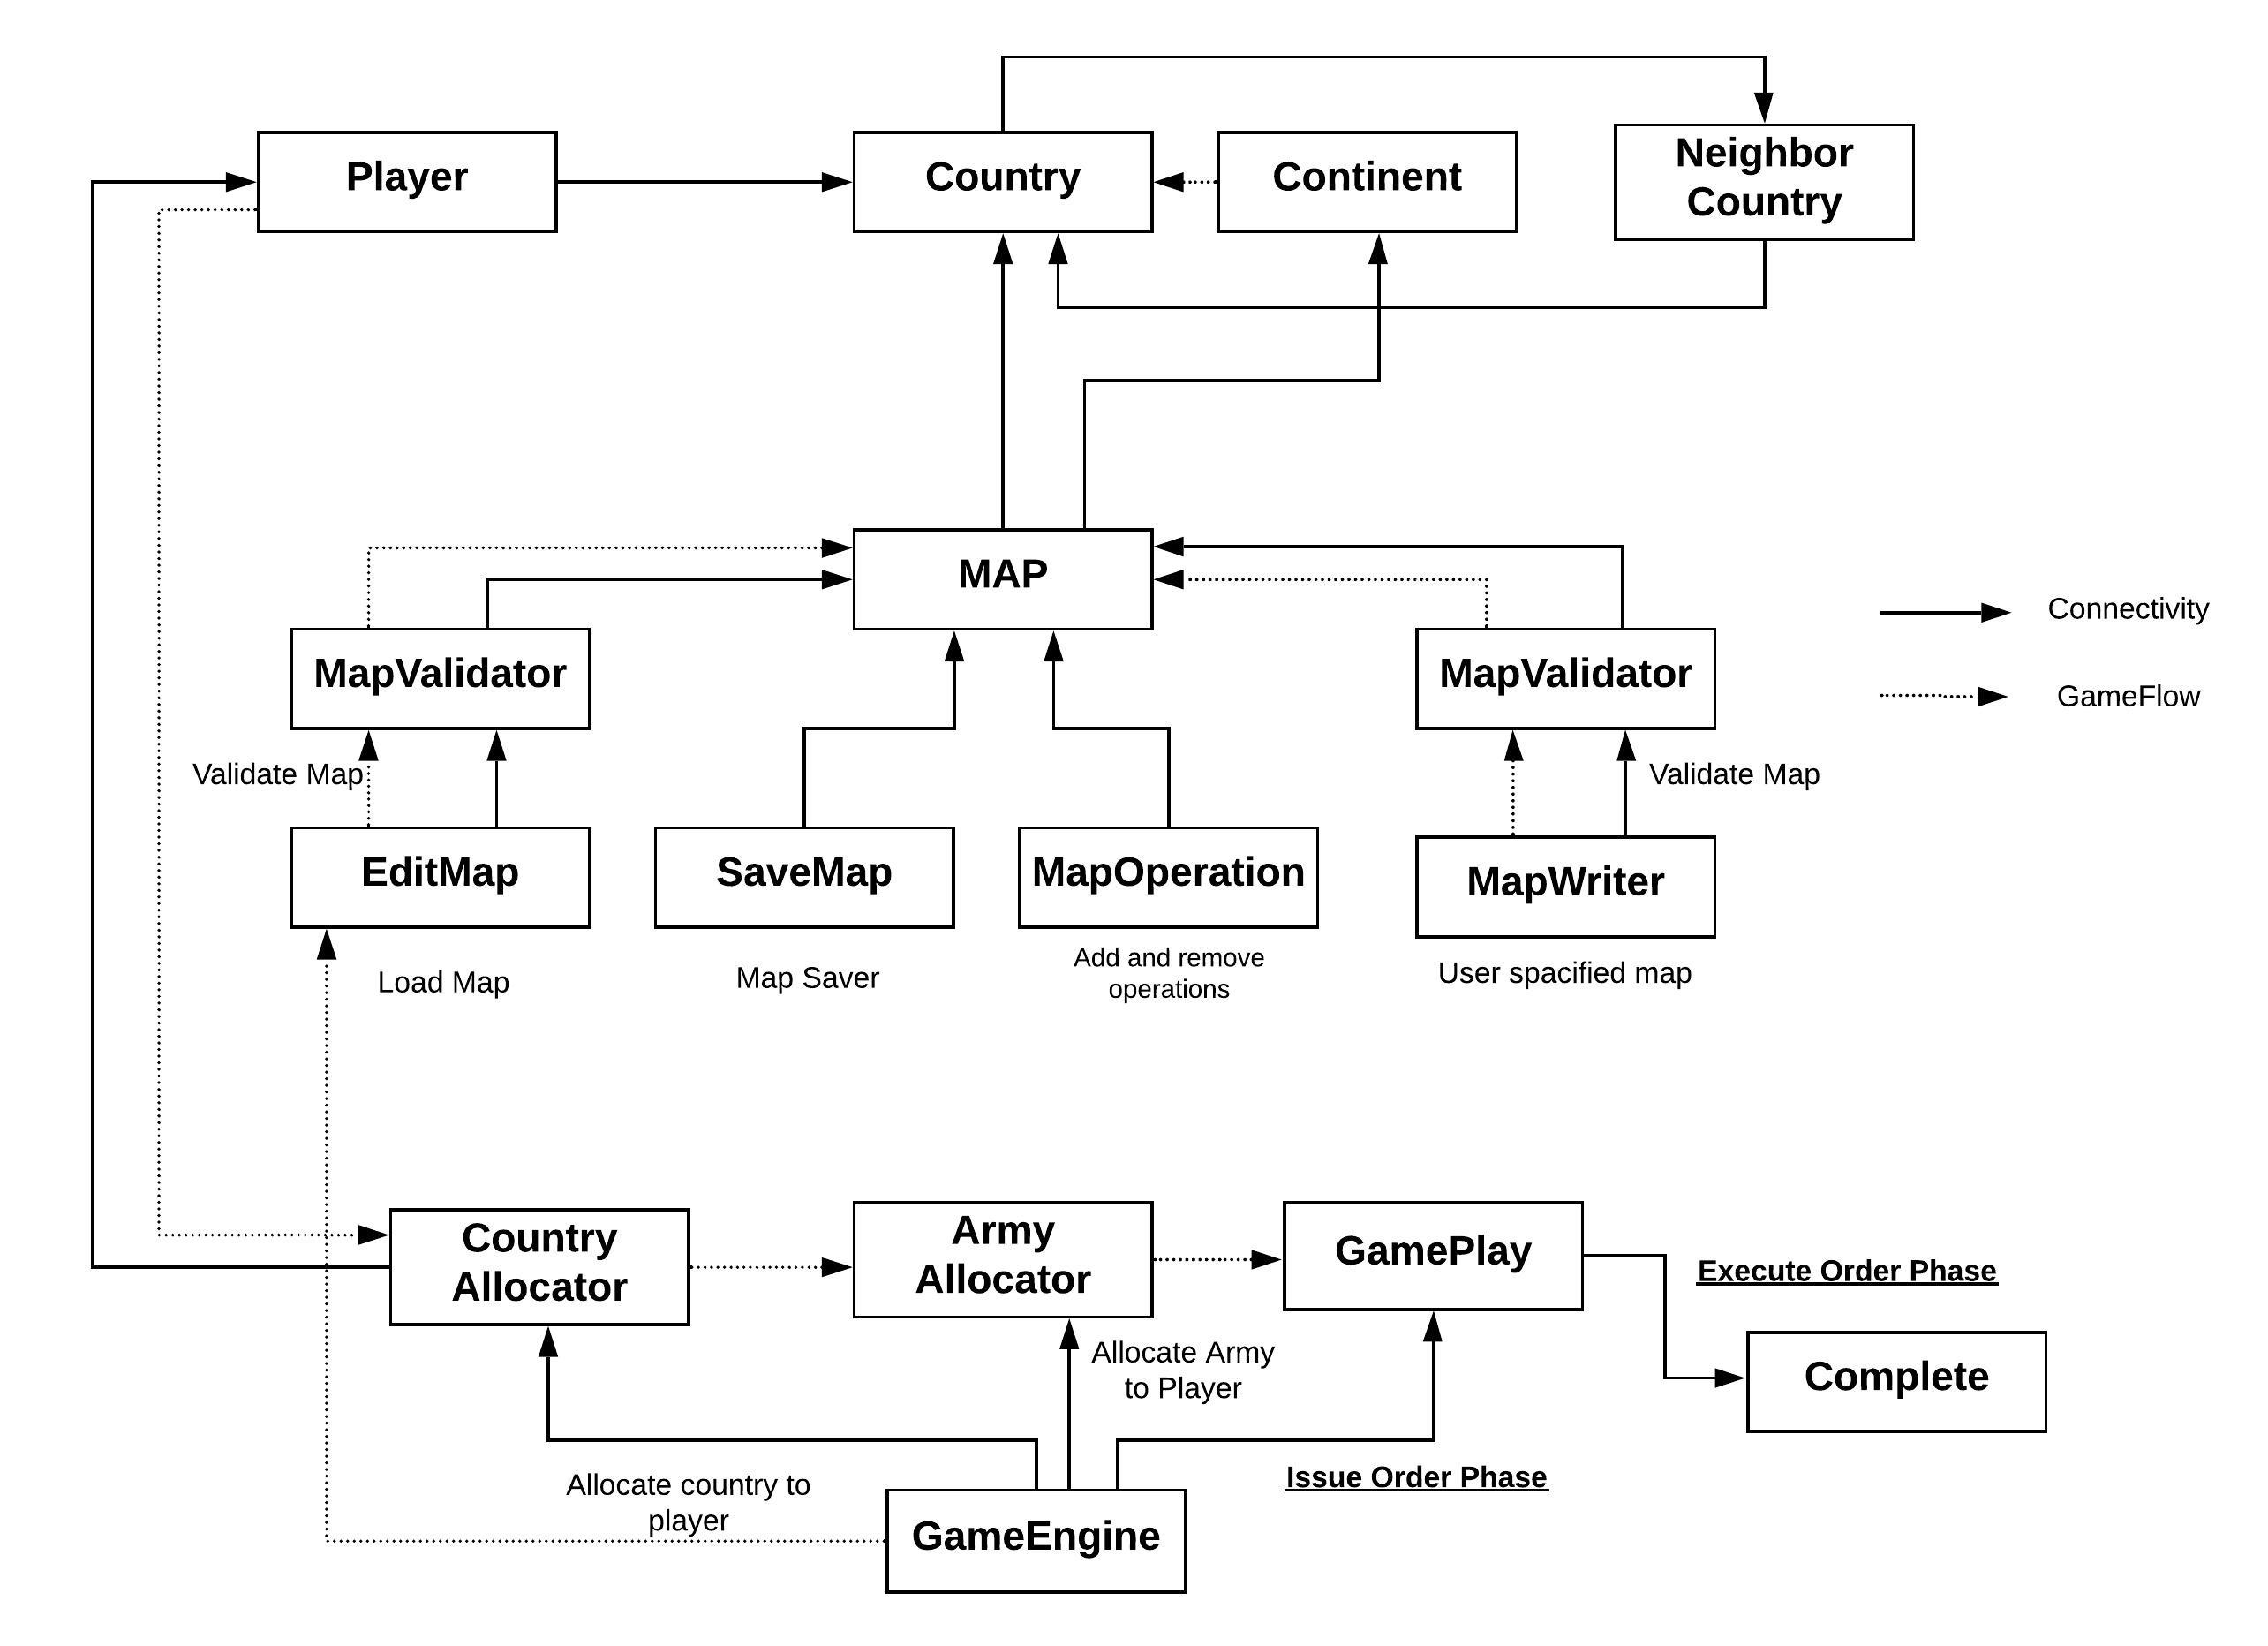 Player
Country
Continent
Neighbor
Country
MAP
MapValidator
MapValidator
Connectivity
GameFlow
Validate Map
Validate Map
EditMap
SaveMap
MapOperation
MapWriter
Load Map
Map Saver
Add and remove
operations
User spacified map
Country
Allocator
Army
Allocator
GamePlay
Execute Order Phase
Allocate Army
to Player
Complete
Allocate country to
player
Issue Order Phase
GameEngine